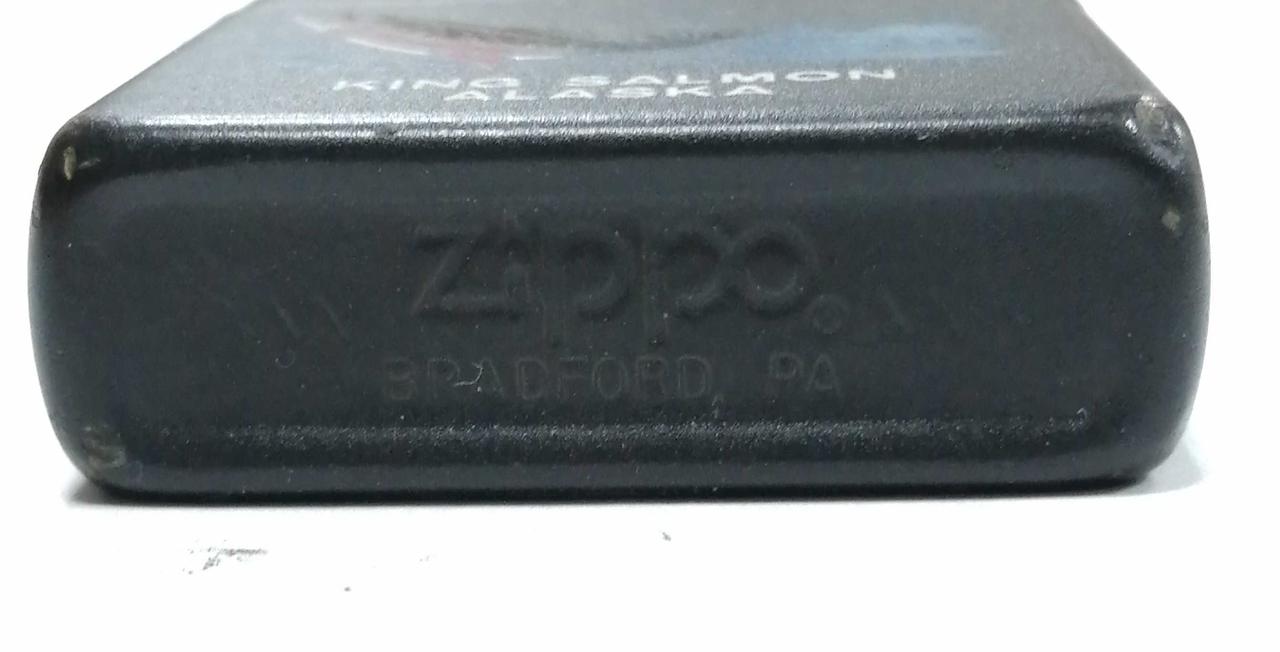 KING SALMON
ALASKA
\\ Zippo® \
BRADFORD, PA